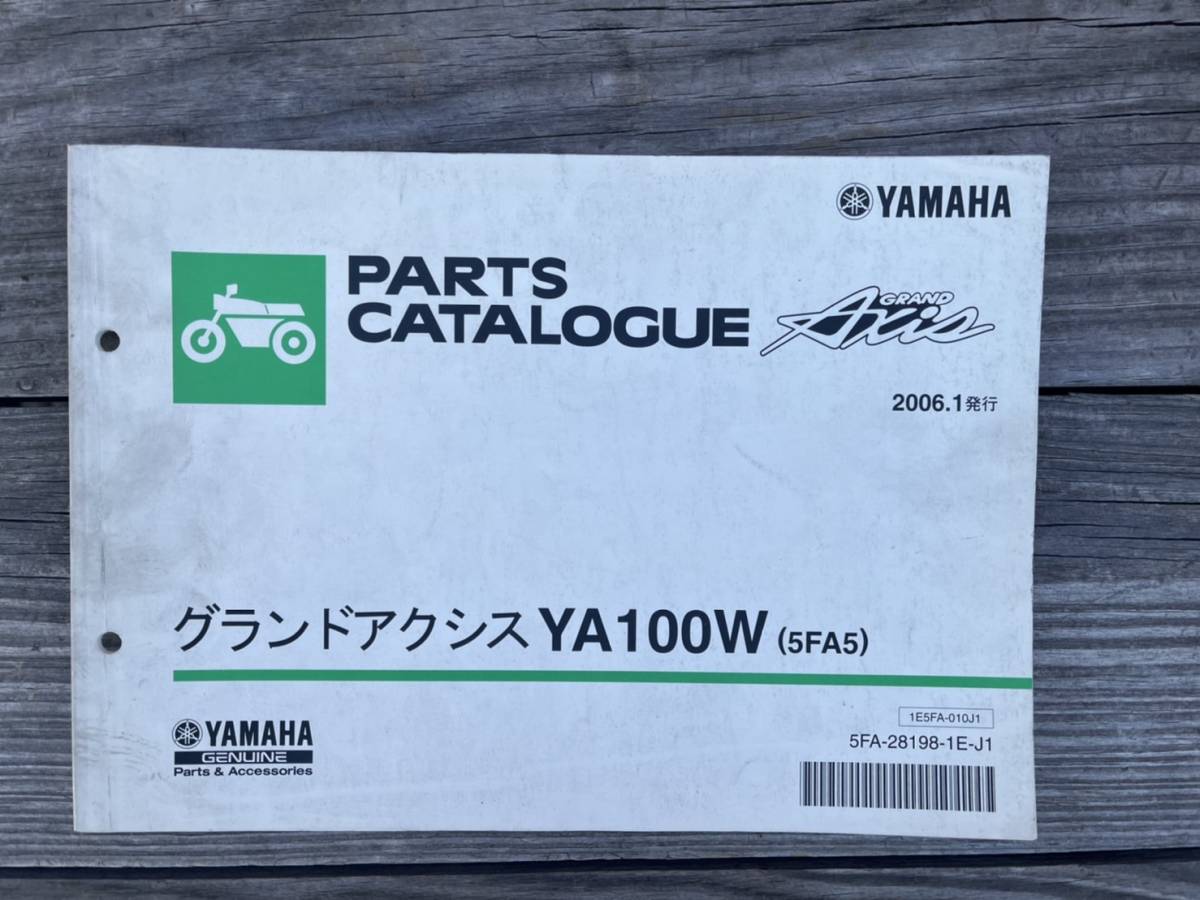 YAMAHA
PARTS
CATALOGUE
GRAND
Axis
2006.1発行
グランドアクシス YA100W (5FA5)
1E5FA-010J1
5FA-28198-1E-J1
YAMAHA
GENUINE
Parts & Accessories